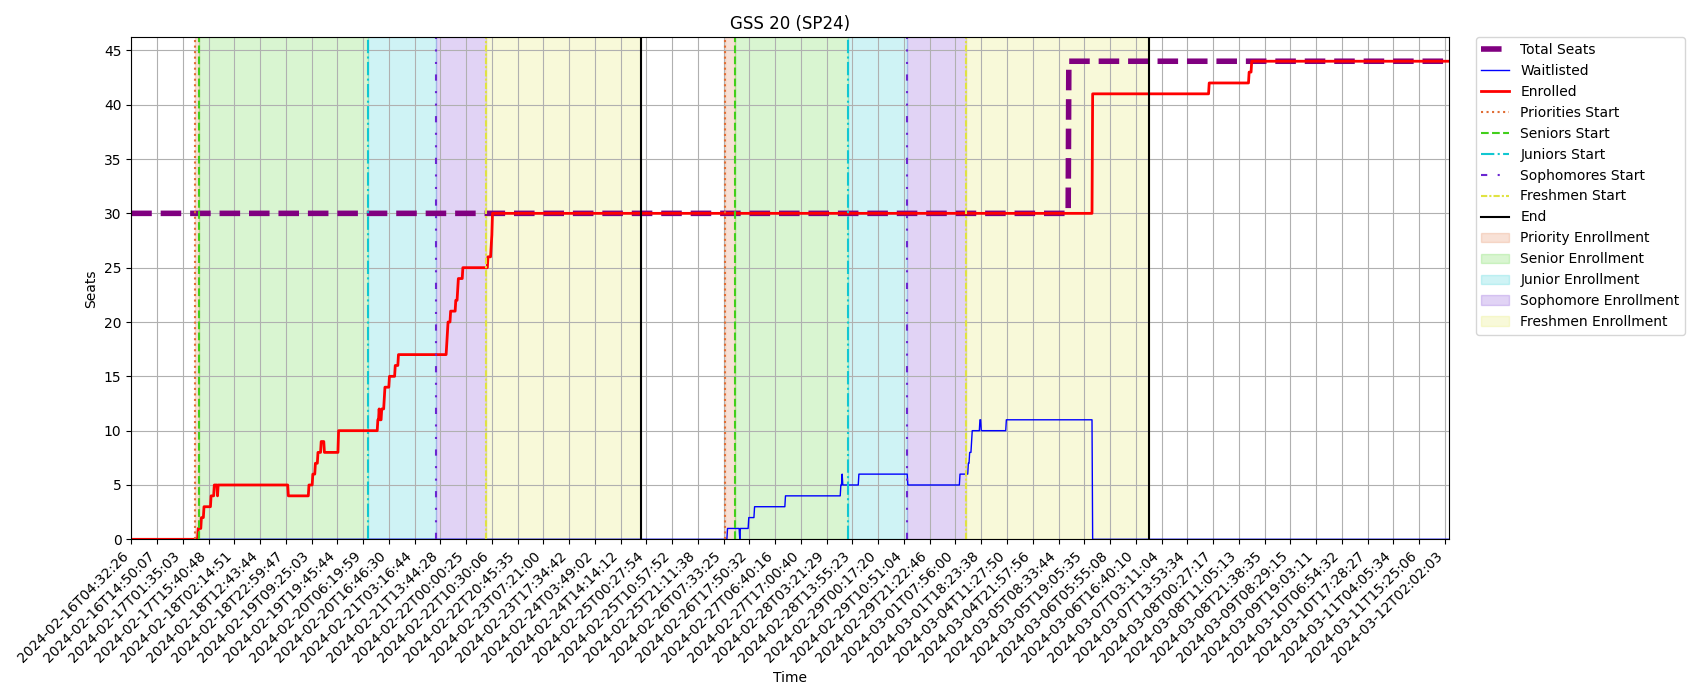 GSS 20 (SP24)
45
40
35
30
25
20
15
10
5
0
Seats
2024-02-16T04:32:26
2024-02-16T14:50:07
2024-02-17T01:35:03
2024-02-17T15:40:48
2024-02-18T02:14:51
2024-02-18T12:43:44
2024-02-18T22:59:47
2024-02-19T09:25:03
2024-02-19T19:45:44
2024-02-20T06:19:59
2024-02-20T16:46:30
2024-02-21T03:16:44
2024-02-21T13:44:28
2024-02-22T00:00:25
2024-02-22T10:30:06
2024-02-22T20:45:35
2024-02-23T07:21:00
2024-02-23T17:34:42
2024-02-24T03:49:02
2024-02-24T14:14:12
2024-02-25T00:27:54
2024-02-25T10:57:52
2024-02-25T21:11:38
2024-02-26T07:33:25
2024-02-26T17:50:32
2024-02-27T06:40:16
2024-02-27T17:00:40
2024-02-28T03:21:29
2024-02-28T13:55:23
2024-02-29T00:17:20
2024-02-29T10:51:04
2024-02-29T21:22:46
2024-03-01T07:56:00
2024-03-01T18:23:38
2024-03-04T11:27:50
2024-03-04T21:57:56
2024-03-05T08:33:44
2024-03-05T19:05:35
2024-03-06T05:55:08
2024-03-06T16:40:10
2024-03-07T03:11:04
2024-03-07T13:53:34
2024-03-08T00:27:17
2024-03-08T11:05:13
2024-03-08T21:38:35
2024-03-09T08:29:15
2024-03-09T19:03:11
2024-03-10T06:54:32
2024-03-10T17:28:27
2024-03-11T04:05:34
2024-03-11T15:25:06
2024-03-12T02:02:03
Time
Total Seats
Waitlisted
Enrolled
Priorities Start
Seniors Start
Juniors Start
Sophomores Start
Freshmen Start
End
Priority Enrollment
Senior Enrollment
Junior Enrollment
Sophomore Enrollment
Freshmen Enrollment